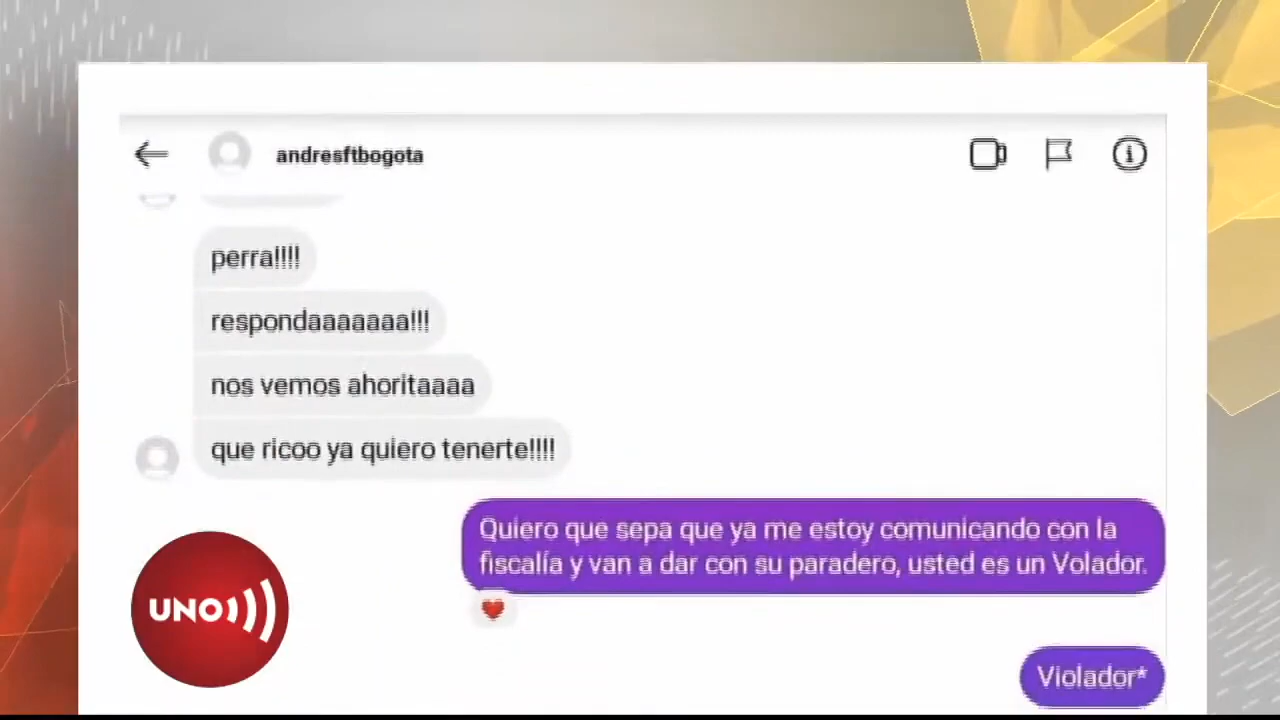 andresftbogota
perra!!!!
respondaaaaaaa!!!
nos vemos ahoritaaaa
que ricoo ya quiero tenerte!!!!
Quiero que sepa que ya me estoy comunicando con la
fiscalía y van a dar con su paradero, usted es un Volador.
UNO
Violador*